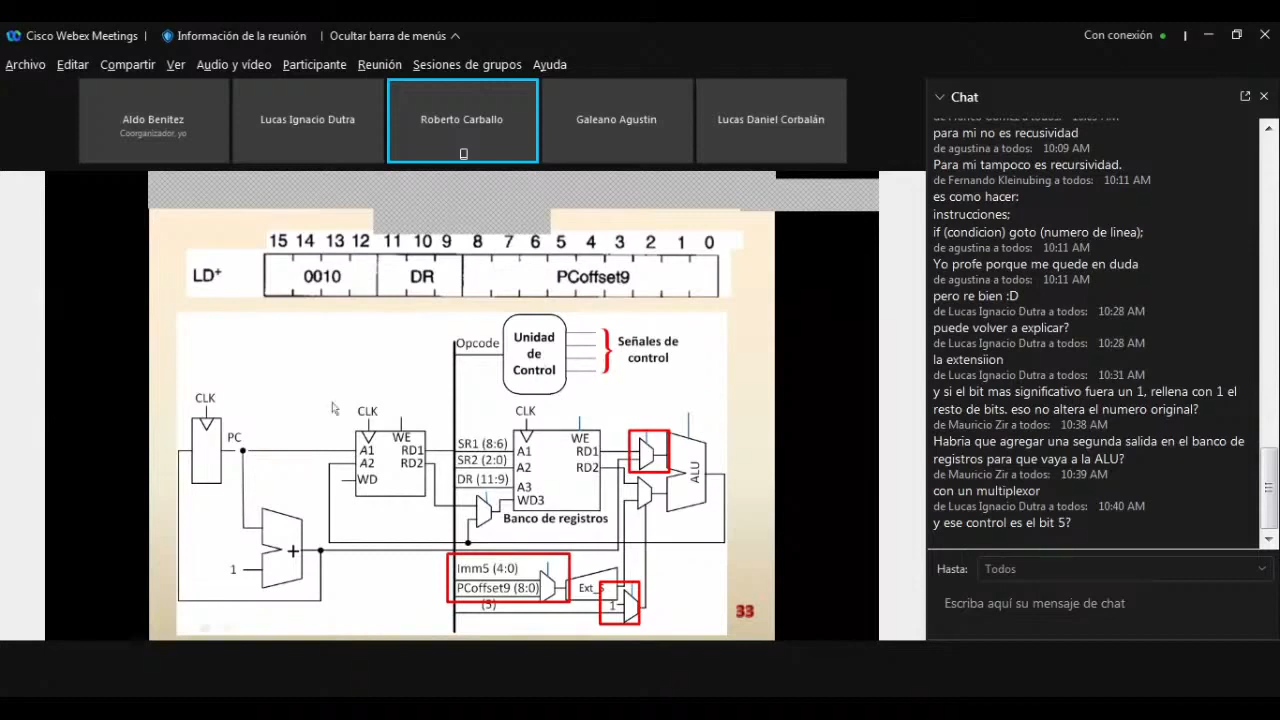 Cisco Webex Meetings | Información de la reunión | Ocultar barra de menús
Con conexión
Archivo Editar Compartir Ver Audio y vídeo Participante Reunión Sesiones de grupos Ayuda
Aldo Benítez
Coorganizador, yo
Lucas Ignacio Dutra
Roberto Carballo
Galeano Agustin
Lucas Daniel Corbalán
15 14 13 12 11 10 9 8 7 6 5 4 3 2 1 0
LD+ 0010 DR PCoffset9
Opcode
Unidad
de
Control
Señales de
control
CLK
PC
1
+
CLK
WE
A1 RD1
A2 RD2
WD
SR1 (8:6)
SR2 (2:0)
DR (11:9)
CLK
WE
A1 RD1
A2 RD2
A3
WD3
Banco de registros
ALU
Imm5 (4:0)
PCoffset9 (8:0)
(5)
1
33
Chat
para mi no es recusividad
de agustina a todos: 10:09 AM
Para mi tampoco es recursividad.
de Fernando Kleinubing a todos: 10:11 AM
es como hacer:
instrucciones;
if (condicion) goto (numero de linea);
de agustina a todos: 10:11 AM
Yo profe porque me quede en duda
de agustina a todos: 10:11 AM
pero re bien :D
de Lucas Ignacio Dutra a todos: 10:28 AM
puede volver a explicar?
de Lucas Ignacio Dutra a todos: 10:28 AM
la extensiion
de Lucas Ignacio Dutra a todos: 10:31 AM
y si el bit mas significativo fuera un 1, rellena con 1 el
resto de bits. eso no altera el numero original?
de Mauricio Zir a todos: 10:38 AM
Habria que agregar una segunda salida en el banco de
registros para que vaya a la ALU?
de Mauricio Zir a todos: 10:39 AM
con un multiplexor
de Lucas Ignacio Dutra a todos: 10:40 AM
y ese control es el bit 5?
Hasta: Todos
Escriba aquí su mensaje de chat